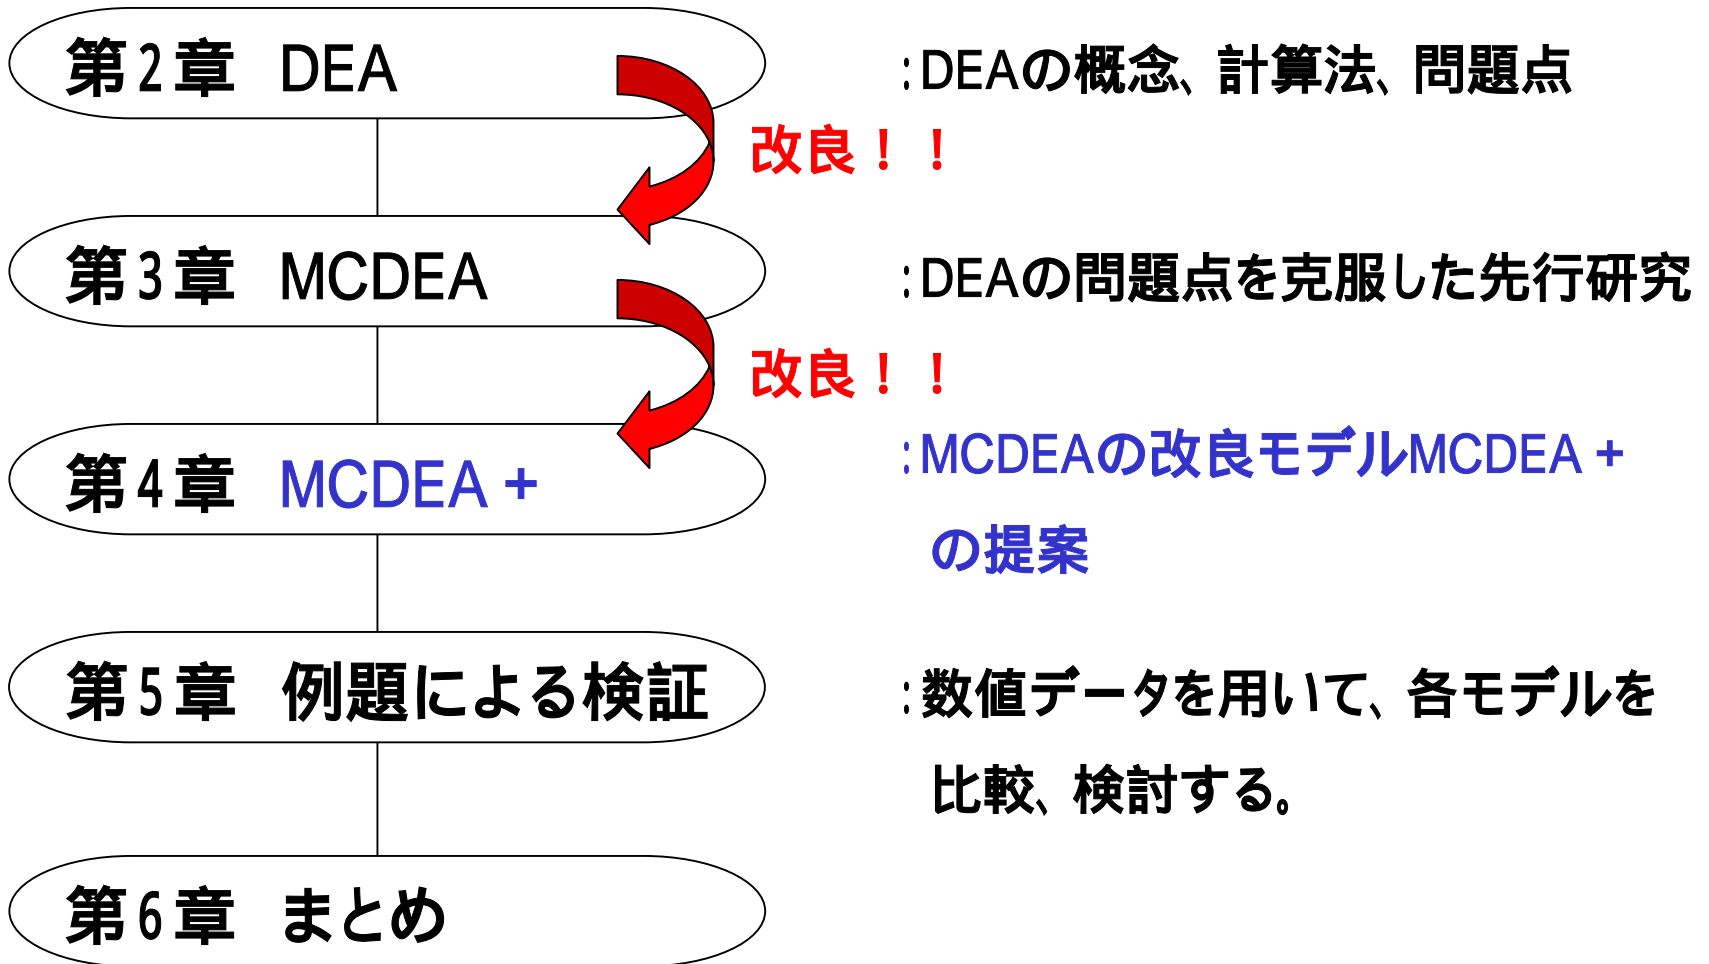 第2章 DEA
:DEAの概念、計算法、問題点
改良！！
第3章 MCDEA
:DEAの問題点を克服した先行研究
改良！！
第4章 MCDEA +
:MCDEAの改良モデルMCDEA +
の提案
第5章 例題による検証
:数値データを用いて、各モデルを
比較、検討する。
第6章 まとめ